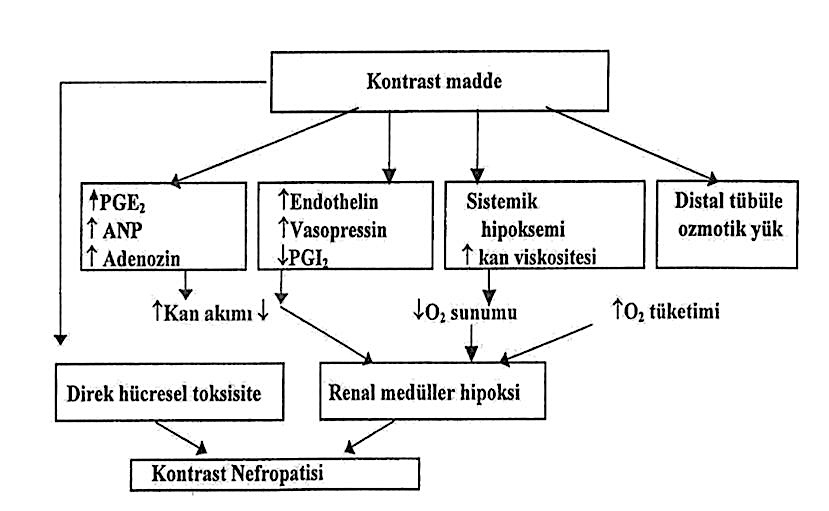 Kontrast madde
↑PGE₂
↑ ANP
↑ Adenozin
↑Endothelin
↑Vasopressin
↓PGI₂
Sistemik
hipoksemi
↑ kan viskositesi
Distal tübüle
ozmotik yük
↑Kan akımı ↓
↓O₂ sunumu
↑O₂ tüketimi
Direk hücresel toksisite
Renal medüller hipoksi
Kontrast Nefropatisi